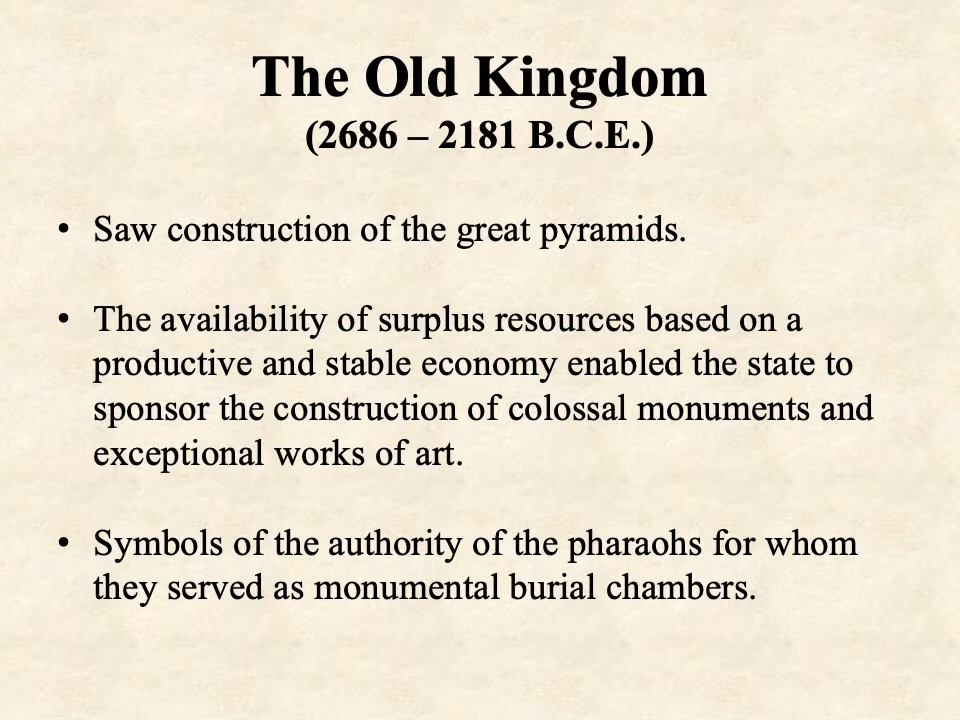 The Old Kingdom
(2686 – 2181 B.C.E.)
• Saw construction of the great pyramids.
• The availability of surplus resources based on a
productive and stable economy enabled the state to
sponsor the construction of colossal monuments and
exceptional works of art.
• Symbols of the authority of the pharaohs for whom
they served as monumental burial chambers.